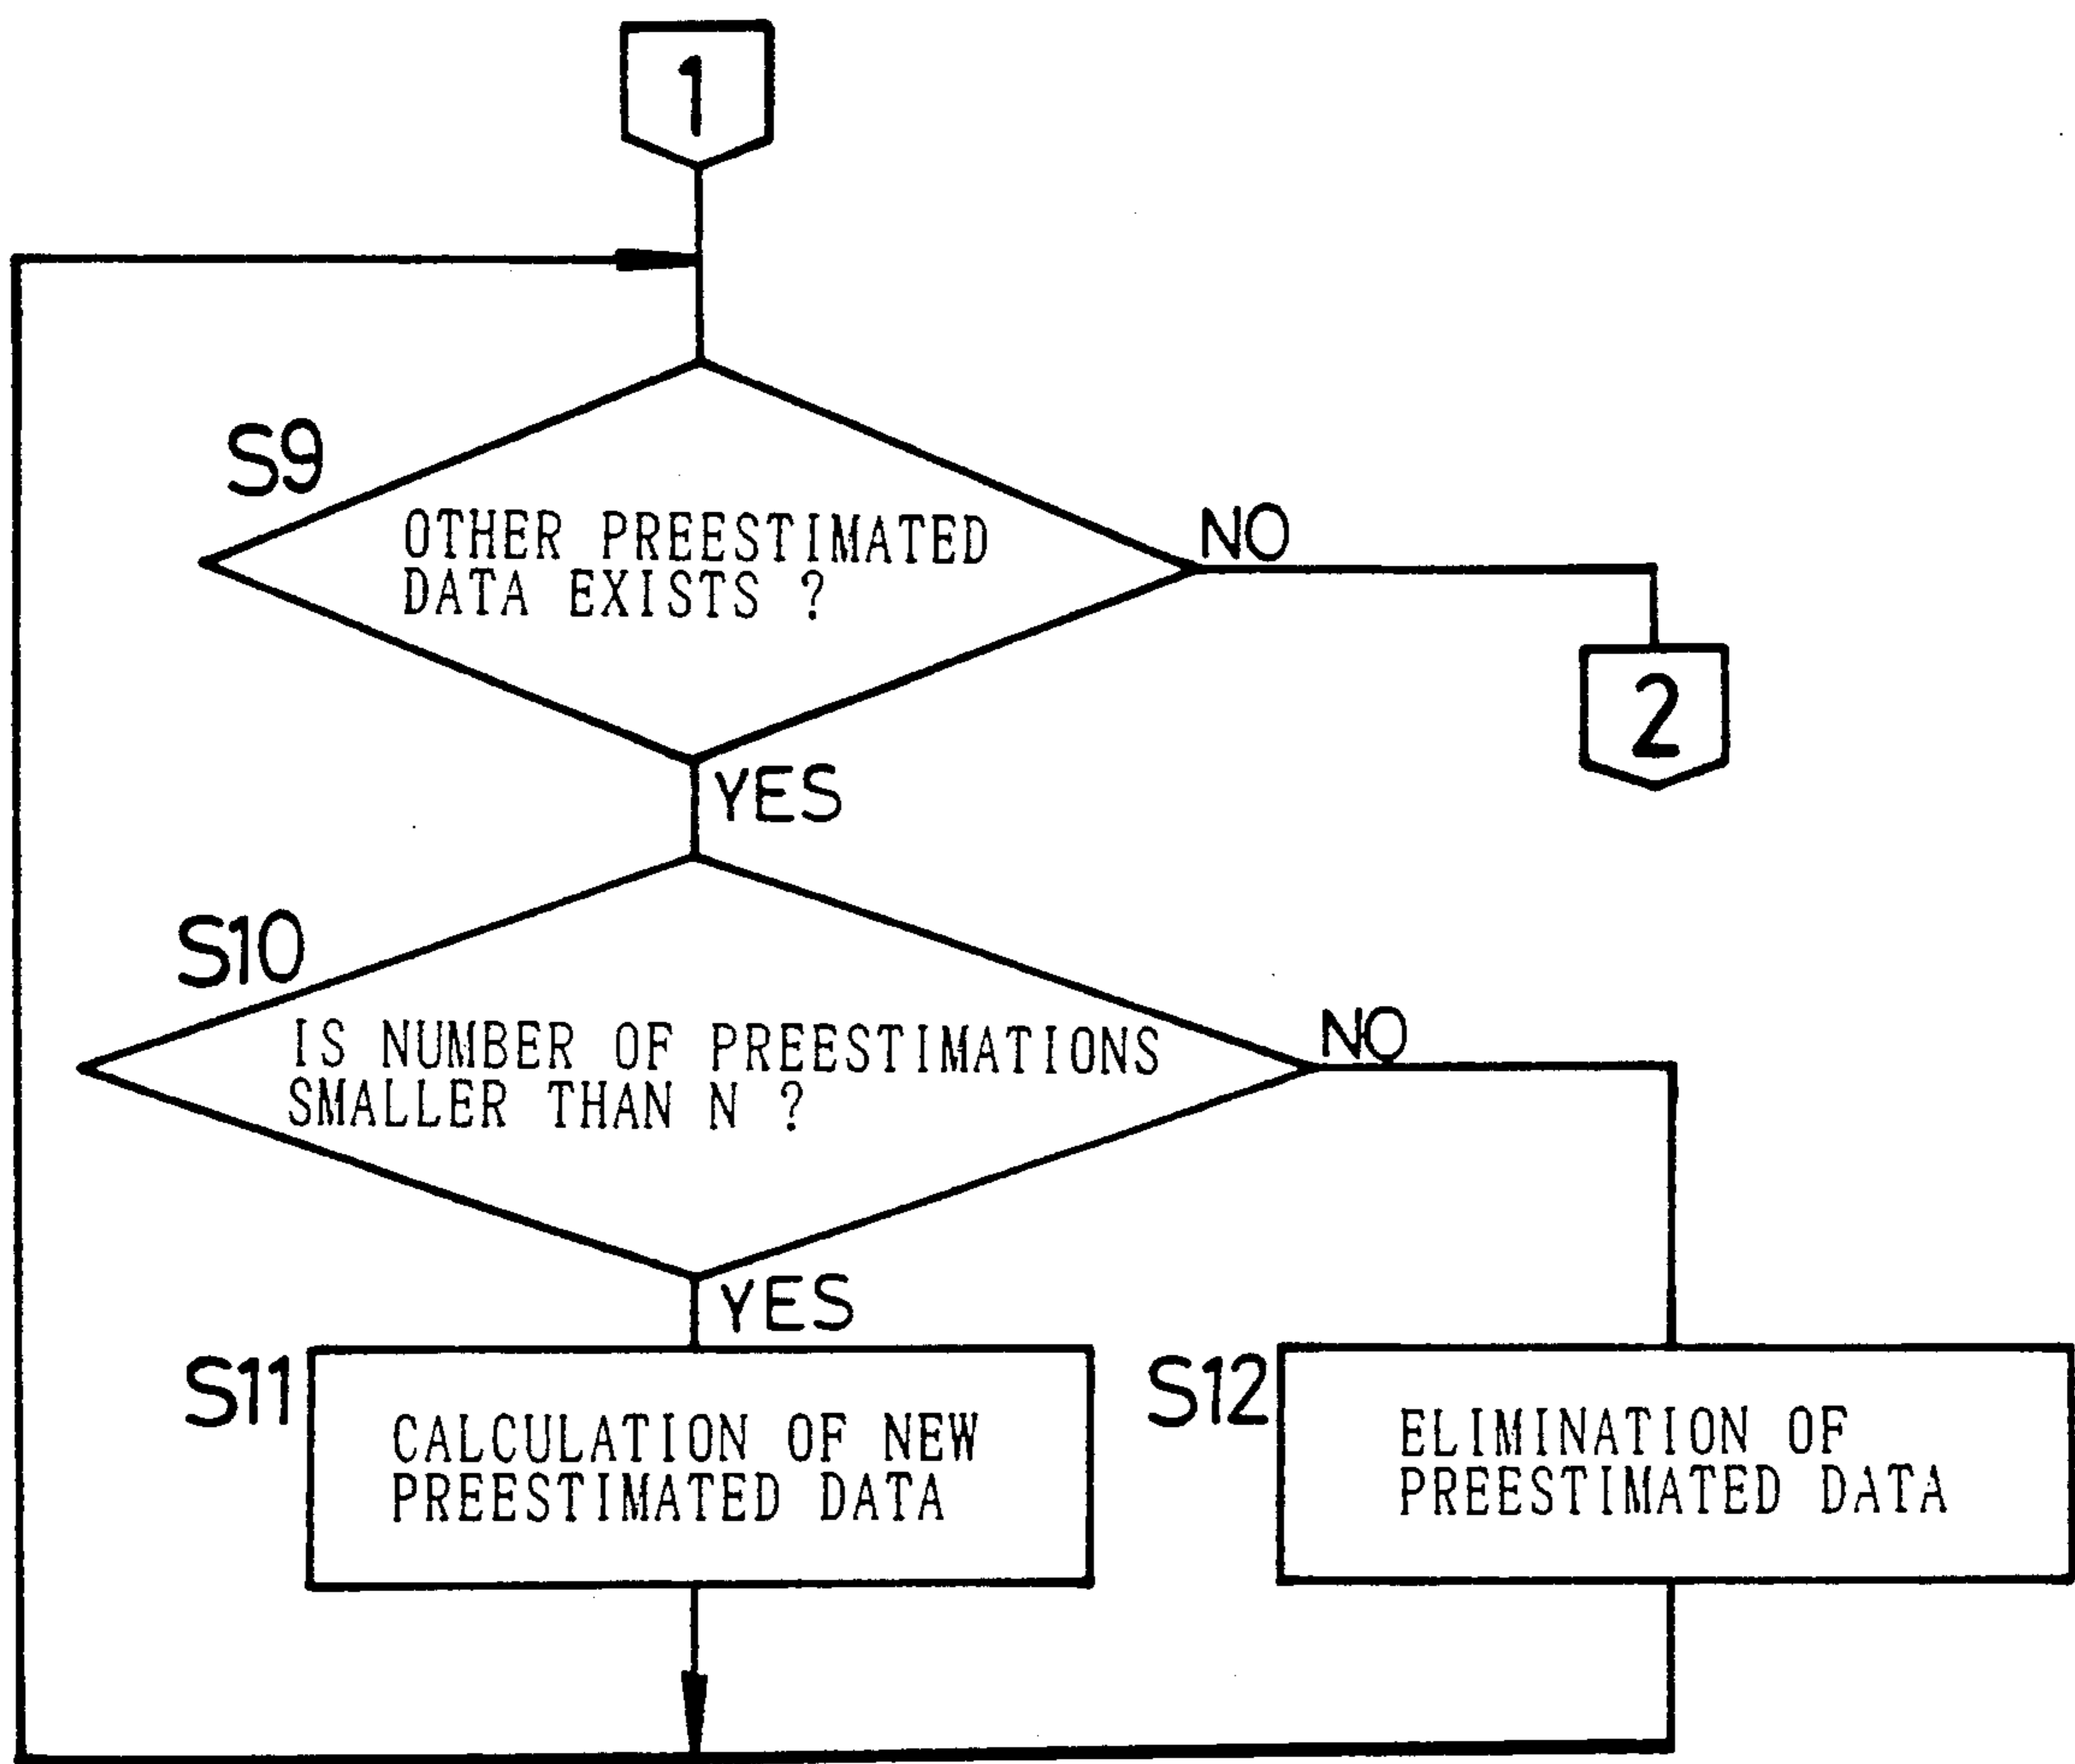 1
S9
OTHER PREESTIMATED
DATA EXISTS ?
NO
2
YES
S10
IS NUMBER OF PREESTIMATIONS
SMALLER THAN N ?
NO
YES
S11
CALCULATION OF NEW
PREESTIMATED DATA
S12
ELIMINATION OF
PREESTIMATED DATA